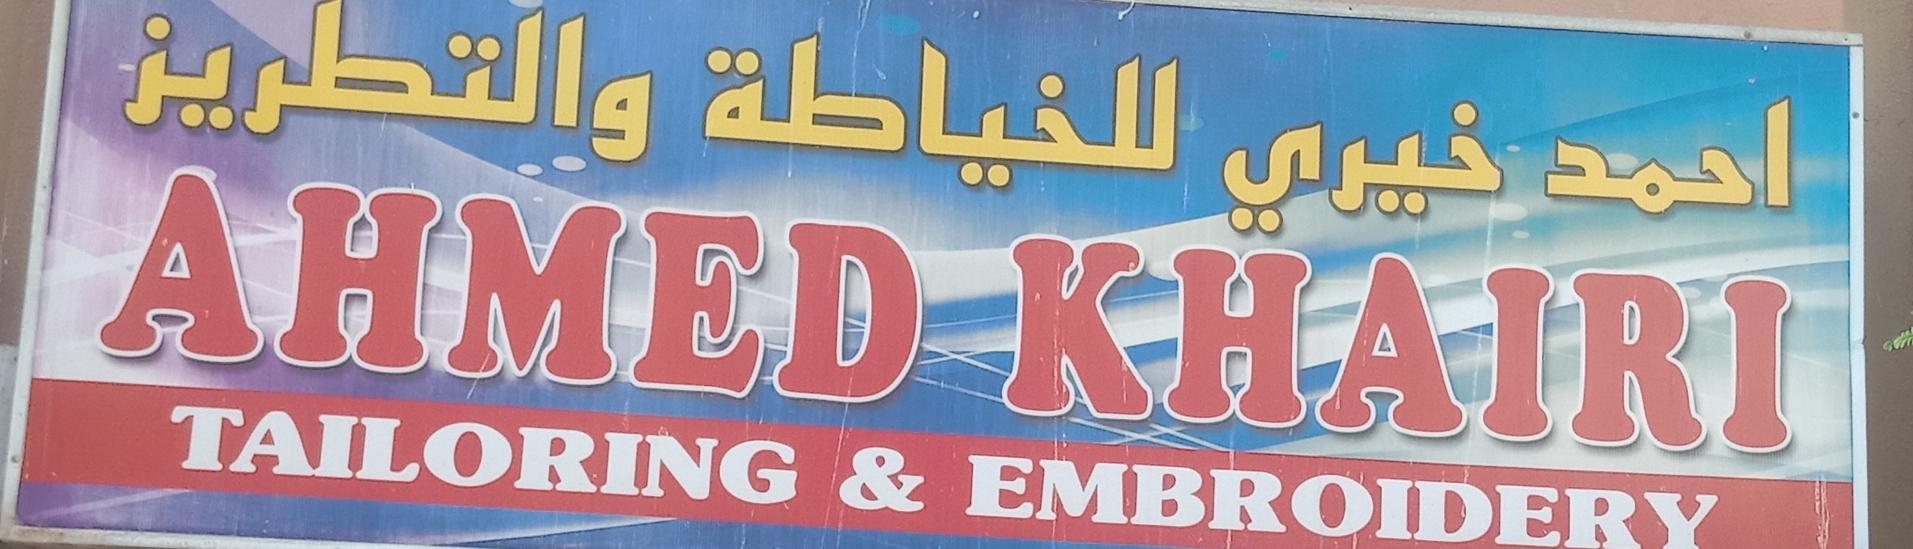 احمد خيري للخياطة والتطريز
AHMED KHAIRI
TAILORING & EMBROIDERY